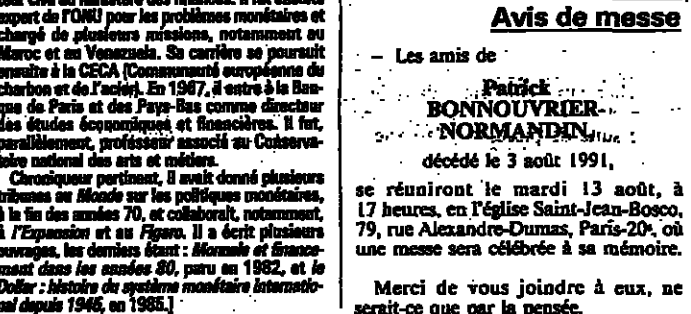 expert de l'ONU pour les problèmes monétaires et
chargé de plusieurs missions, notamment au
Maroc et au Venezuela. Sa carrière se poursuit
ensuite à la CECA (Communauté européenne du
charbon et de l'acier). En 1967, il entre à la Ban-
que de Paris et des Pays-Bas comme directeur
des études économiques et financières. Il fut,
parallèlement, professeur associé au Conserva-
toire national des arts et métiers.
Chroniqueur pertinent, il avait donné plusieurs
tribunes au Monde sur les politiques monétaires,
à la fin des années 70, et collaborait, notamment,
à l'Expansion et au Figaro. Il a écrit plusieurs
ouvrages, les derniers étant : Monnaie et finance-
ment dans les années 80, paru en 1982, et le
Dollar : histoire du système monétaire internatio-
nal depuis 1945, en 1985.]
Avis de messe
– Les amis de
Patrick
BONNOUVRIER-
NORMANDIN,
décédé le 3 août 1991,
se réuniront le mardi 13 août, à
17 heures, en l'église Saint-Jean-Bosco,
79, rue Alexandre-Dumas, Paris-20e, où
une messe sera célébrée à sa mémoire.
Merci de vous joindre à eux, ne
serait-ce que par la pensée.